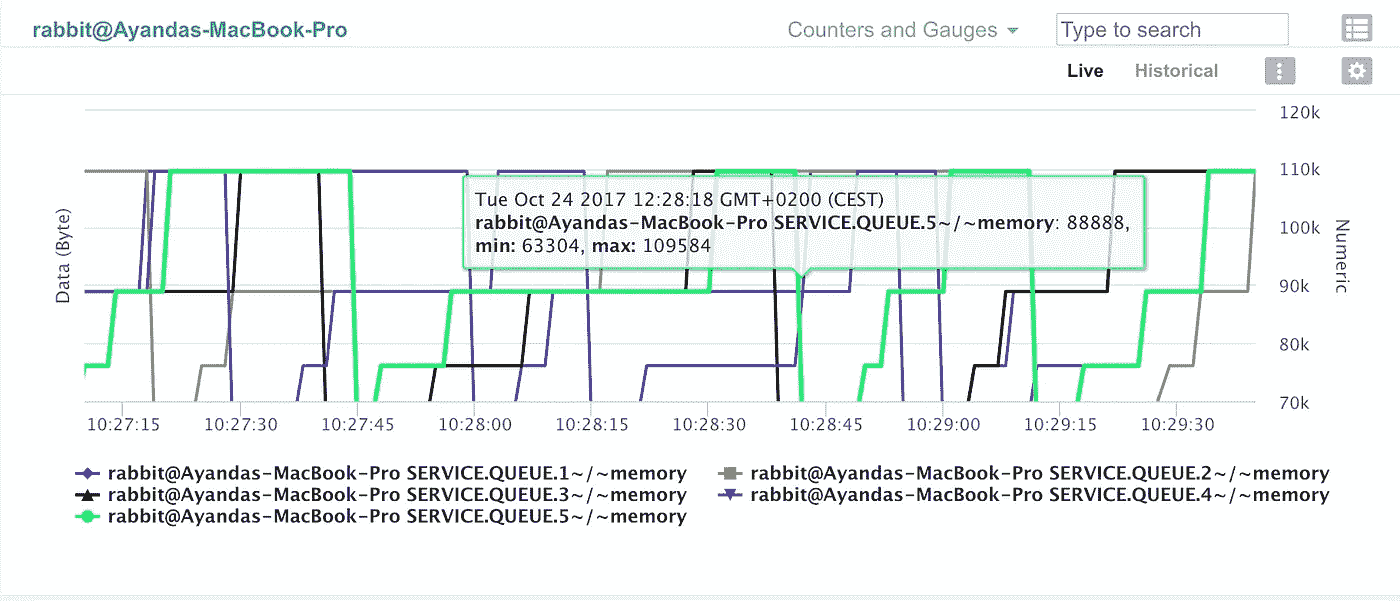 rabbit@Ayandas-MacBook-Pro
Counters and Gauges
Type to search
Live
Historical
Data (Byte)
120k
110k
100k
90k
80k
70k
Numeric
Tue Oct 24 2017 12:28:18 GMT+0200 (CEST)
rabbit@Ayandas-MacBook-Pro SERVICE.QUEUE.5~/~memory: 88888,
min: 63304, max: 109584
10:27:15
10:27:30
10:27:45
10:28:00
10:28:15
10:28:30
10:28:45
10:29:00
10:29:15
10:29:30
rabbit@Ayandas-MacBook-Pro SERVICE.QUEUE.1~/~memory
rabbit@Ayandas-MacBook-Pro SERVICE.QUEUE.2~/~memory
rabbit@Ayandas-MacBook-Pro SERVICE.QUEUE.3~/~memory
rabbit@Ayandas-MacBook-Pro SERVICE.QUEUE.4~/~memory
rabbit@Ayandas-MacBook-Pro SERVICE.QUEUE.5~/~memory